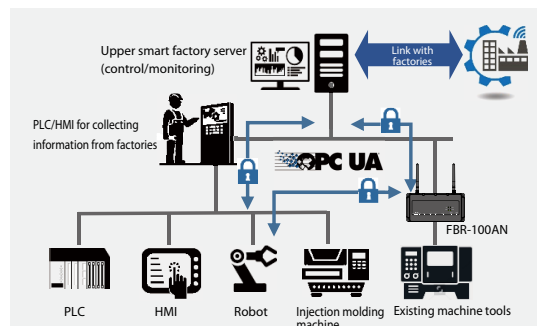 Upper smart factory server
(control/monitoring)
Link with
factories
PLC/HMI for collecting
information from factories
OPC UA
FBR-100AN
PLC
HMI
Robot
Injection molding
machine
Existing machine tools